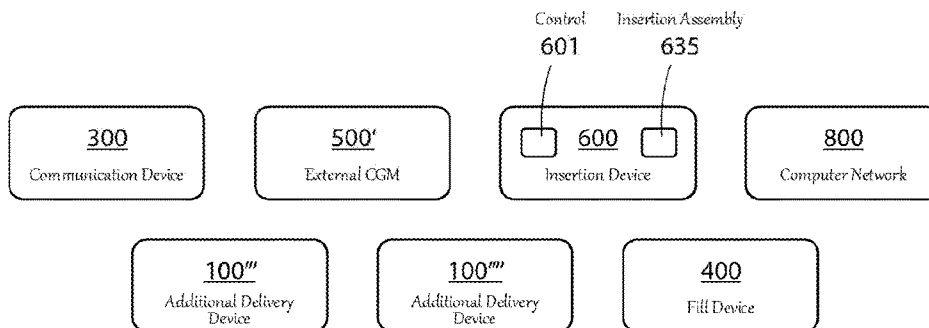 Control Insertion Assembly
601 635
300 500' 600 800
Communication Device External CGM Insertion Device Computer Network
100''' 100'''' 400
Additional Delivery Additional Delivery Fill Device
Device Device